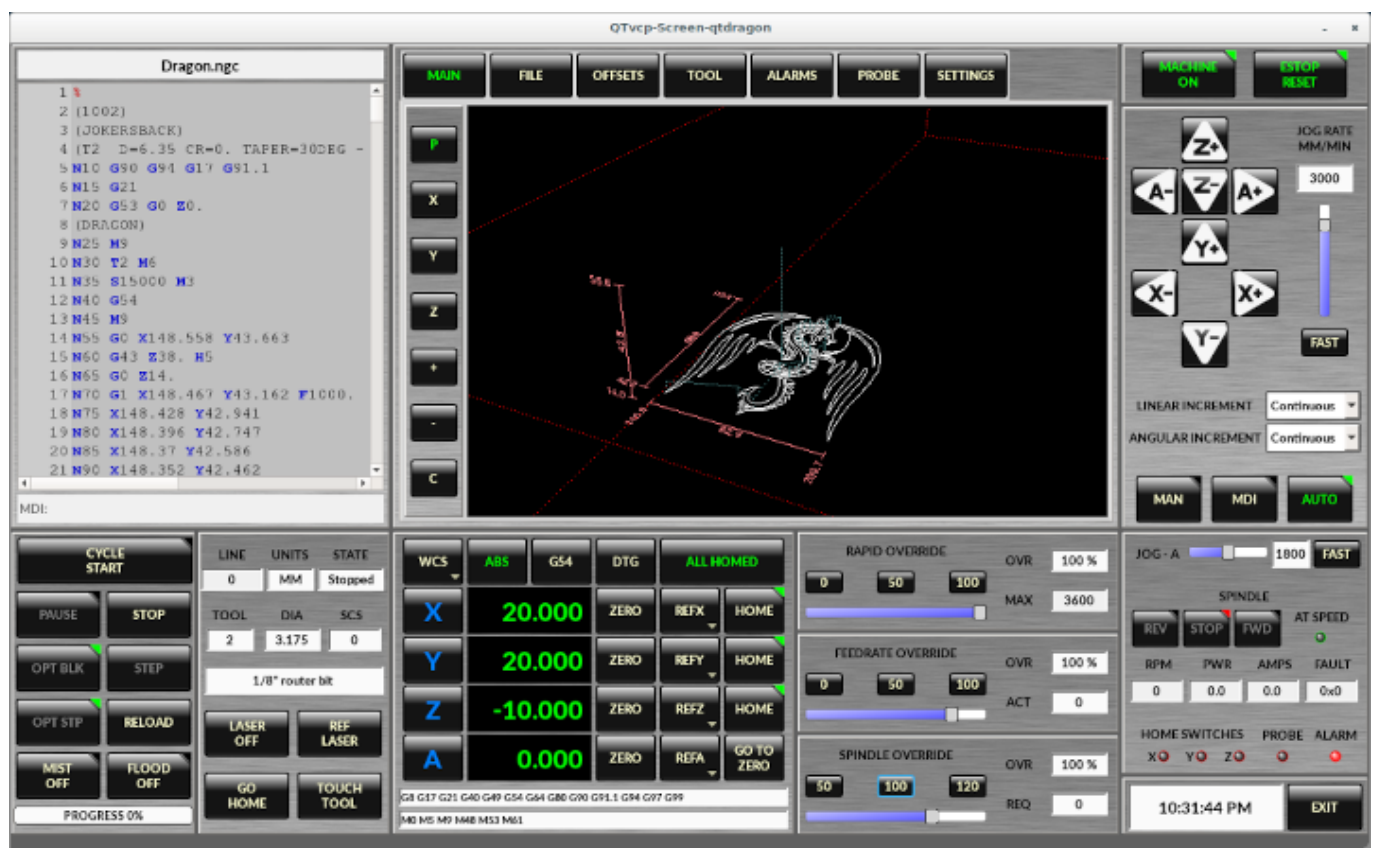 QTvcp-Screen-qtdragon
Dragon.ngc
1 %
2 (1002)
3 (JOKERSBACK)
4 (T2 D=6.35 CR=0. TAPER=30DEG -
5 N10 G90 G94 G17 G91.1
6 N15 G21
7 N20 G53 G0 Z0.
8 (DRAGON)
9 N25 M9
10 N30 T2 M6
11 N35 S15000 M3
12 N40 G54
13 N45 M9
14 N55 G0 X148.558 Y43.663
15 N60 G43 Z38. H5
16 N65 G0 Z14.
17 N70 G1 X148.467 Y43.162 F1000.
18 N75 X148.428 Y42.941
19 N80 X148.396 Y42.747
20 N85 X148.37 Y42.586
21 N90 X148.352 Y42.462
MDI:
MAIN FILE OFFSETS TOOL ALARMS PROBE SETTINGS
P
X
Y
Z
+
-
C
MACHINE ON
ESTOP RESET
JOG RATE
MM/MIN
3000
Z+
A- Z- A+
Y+
X- X+
Y-
FAST
LINEAR INCREMENT Continuous
ANGULAR INCREMENT Continuous
MAN MDI AUTO
CYCLE START
PAUSE STOP
OPT BLK STEP
OPT STP RELOAD
MIST OFF
FLOOD OFF
PROGRESS 0%
LINE UNITS STATE
0 MM Stopped
TOOL DIA SCS
2 3.175 0
1/8" router bit
LASER OFF
REF LASER
GO HOME
TOUCH TOOL
WCS ABS G54 DTG ALL HOMED
X 20.000 ZERO REFX HOME
Y 20.000 ZERO REFY HOME
Z -10.000 ZERO REFZ HOME
A 0.000 ZERO REFA GO TO ZERO
G8 G17 G21 G40 G49 G54 G64 G80 G90 G91.1 G94 G97 G99
M0 M5 M9 M48 M53 M61
RAPID OVERRIDE OVR 100 %
0 50 100
MAX 3600
FEEDRATE OVERRIDE OVR 100 %
0 50 100
ACT 0
SPINDLE OVERRIDE OVR 100 %
50 100 120
REQ 0
JOG - A 1800 FAST
SPINDLE
REV STOP FWD AT SPEED
RPM PWR AMPS FAULT
0 0.0 0.0 0x0
HOME SWITCHES PROBE ALARM
X Y Z
10:31:44 PM EXIT